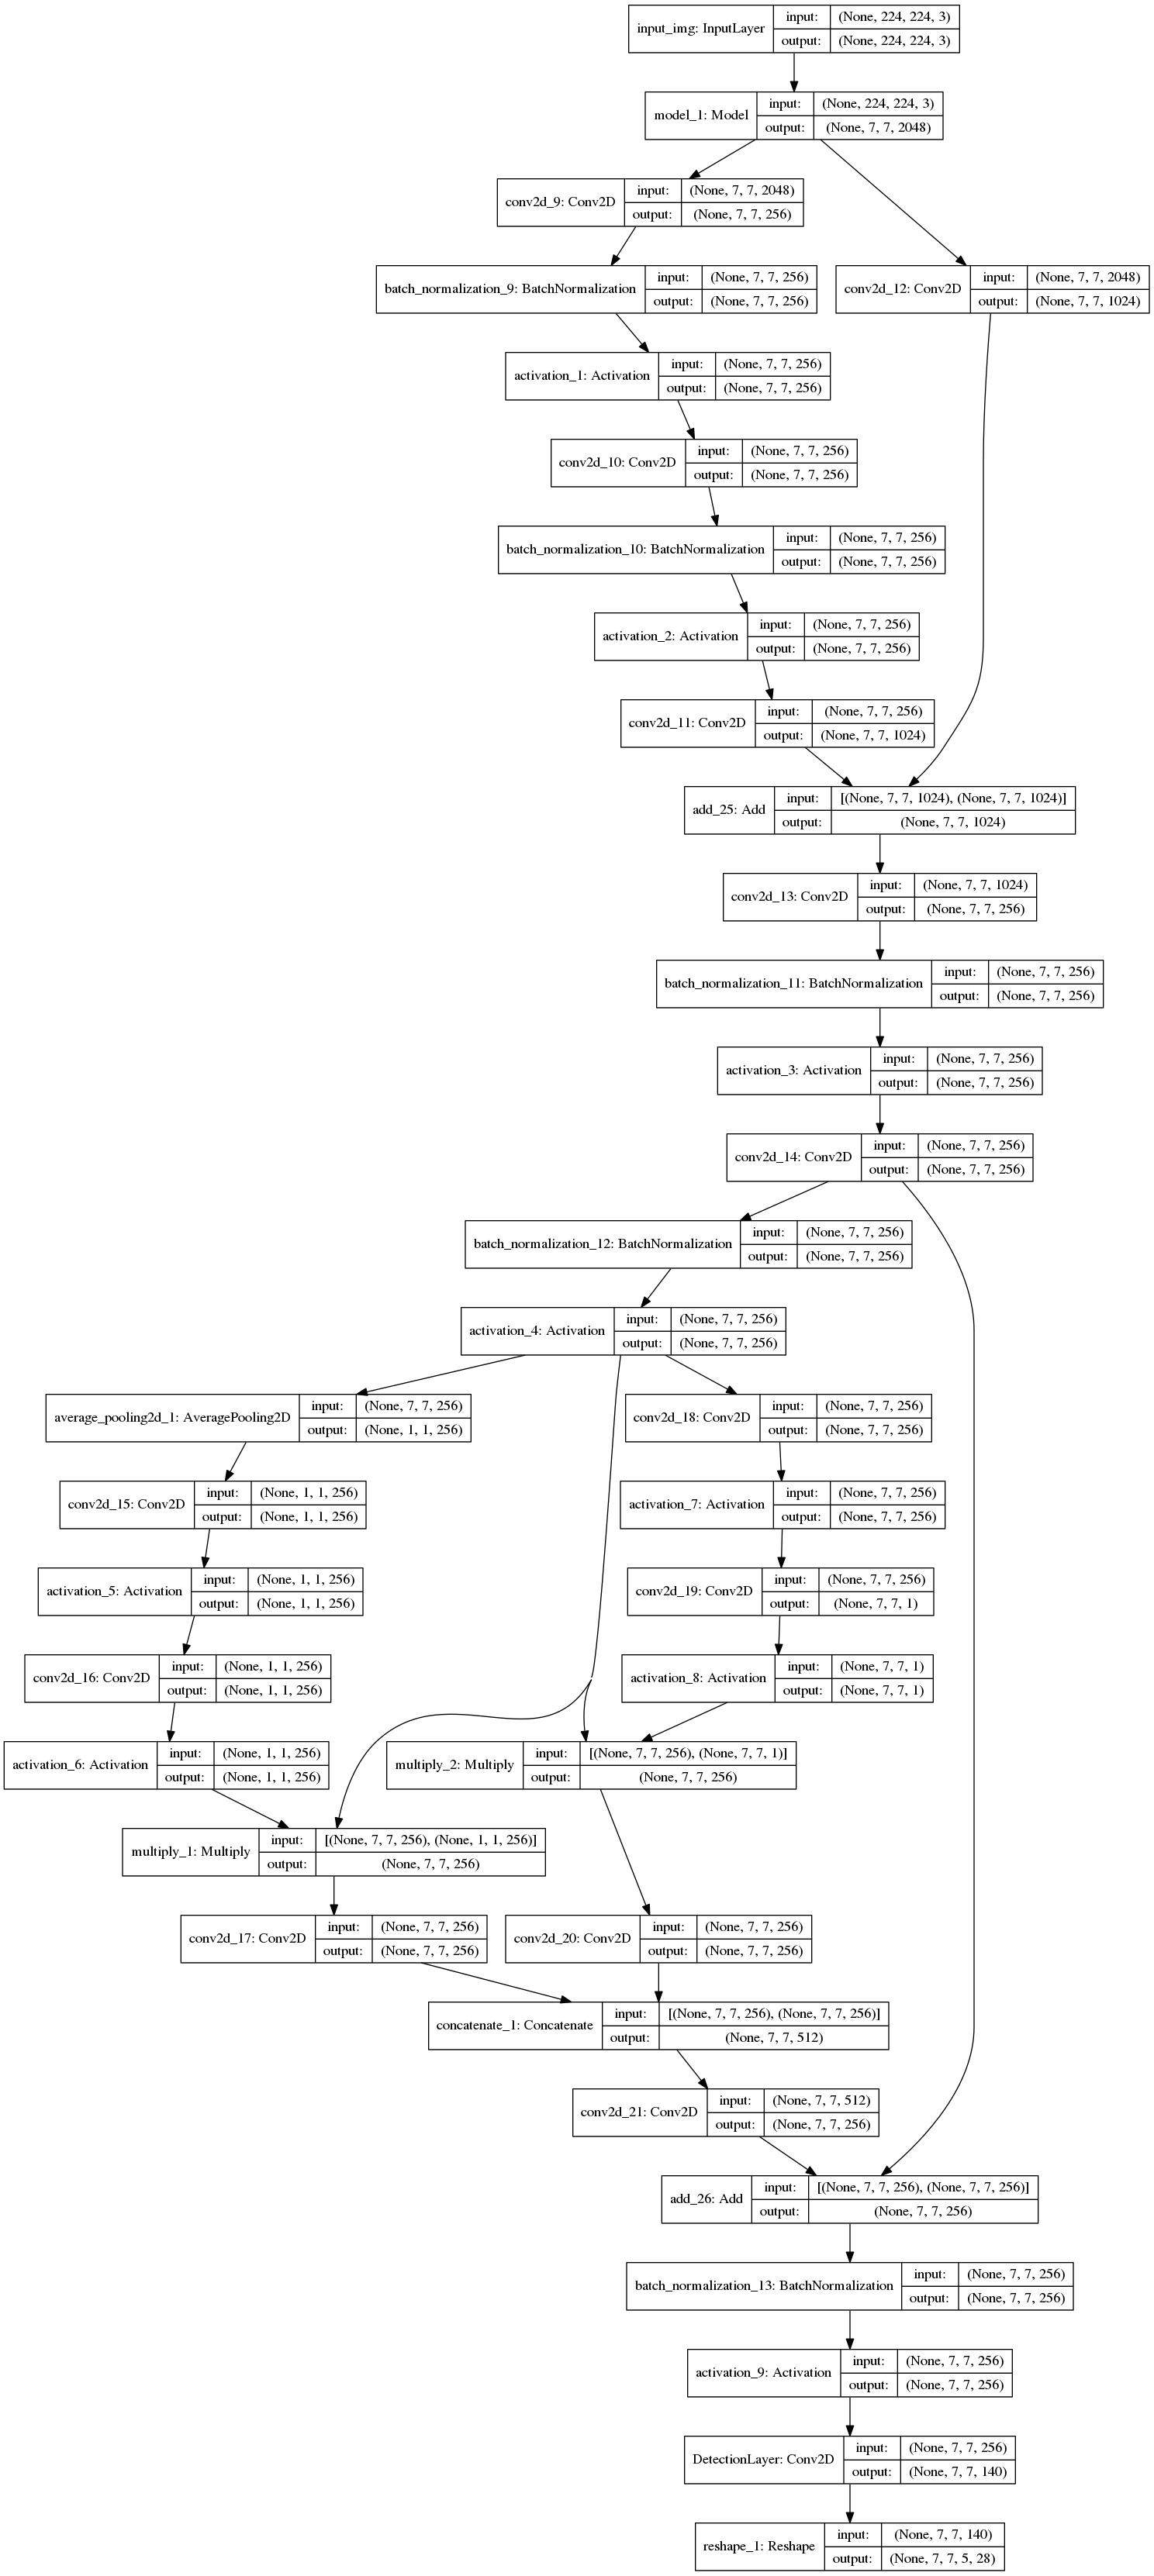 input_img: InputLayer
input: (None, 224, 224, 3)
output: (None, 224, 224, 3)
model_1: Model
input: (None, 224, 224, 3)
output: (None, 7, 7, 2048)
conv2d_9: Conv2D
input: (None, 7, 7, 2048)
output: (None, 7, 7, 256)
batch_normalization_9: BatchNormalization
input: (None, 7, 7, 256)
output: (None, 7, 7, 256)
conv2d_12: Conv2D
input: (None, 7, 7, 2048)
output: (None, 7, 7, 1024)
activation_1: Activation
input: (None, 7, 7, 256)
output: (None, 7, 7, 256)
conv2d_10: Conv2D
input: (None, 7, 7, 256)
output: (None, 7, 7, 256)
batch_normalization_10: BatchNormalization
input: (None, 7, 7, 256)
output: (None, 7, 7, 256)
activation_2: Activation
input: (None, 7, 7, 256)
output: (None, 7, 7, 256)
conv2d_11: Conv2D
input: (None, 7, 7, 256)
output: (None, 7, 7, 1024)
add_25: Add
input: [(None, 7, 7, 1024), (None, 7, 7, 1024)]
output: (None, 7, 7, 1024)
conv2d_13: Conv2D
input: (None, 7, 7, 1024)
output: (None, 7, 7, 256)
batch_normalization_11: BatchNormalization
input: (None, 7, 7, 256)
output: (None, 7, 7, 256)
activation_3: Activation
input: (None, 7, 7, 256)
output: (None, 7, 7, 256)
conv2d_14: Conv2D
input: (None, 7, 7, 256)
output: (None, 7, 7, 256)
batch_normalization_12: BatchNormalization
input: (None, 7, 7, 256)
output: (None, 7, 7, 256)
activation_4: Activation
input: (None, 7, 7, 256)
output: (None, 7, 7, 256)
average_pooling2d_1: AveragePooling2D
input: (None, 7, 7, 256)
output: (None, 1, 1, 256)
conv2d_18: Conv2D
input: (None, 7, 7, 256)
output: (None, 7, 7, 256)
conv2d_15: Conv2D
input: (None, 1, 1, 256)
output: (None, 1, 1, 256)
activation_7: Activation
input: (None, 7, 7, 256)
output: (None, 7, 7, 256)
activation_5: Activation
input: (None, 1, 1, 256)
output: (None, 1, 1, 256)
conv2d_19: Conv2D
input: (None, 7, 7, 256)
output: (None, 7, 7, 1)
conv2d_16: Conv2D
input: (None, 1, 1, 256)
output: (None, 1, 1, 256)
activation_8: Activation
input: (None, 7, 7, 1)
output: (None, 7, 7, 1)
activation_6: Activation
input: (None, 1, 1, 256)
output: (None, 1, 1, 256)
multiply_2: Multiply
input: [(None, 7, 7, 256), (None, 7, 7, 1)]
output: (None, 7, 7, 256)
multiply_1: Multiply
input: [(None, 7, 7, 256), (None, 1, 1, 256)]
output: (None, 7, 7, 256)
conv2d_17: Conv2D
input: (None, 7, 7, 256)
output: (None, 7, 7, 256)
conv2d_20: Conv2D
input: (None, 7, 7, 256)
output: (None, 7, 7, 256)
concatenate_1: Concatenate
input: [(None, 7, 7, 256), (None, 7, 7, 256)]
output: (None, 7, 7, 512)
conv2d_21: Conv2D
input: (None, 7, 7, 512)
output: (None, 7, 7, 256)
add_26: Add
input: [(None, 7, 7, 256), (None, 7, 7, 256)]
output: (None, 7, 7, 256)
batch_normalization_13: BatchNormalization
input: (None, 7, 7, 256)
output: (None, 7, 7, 256)
activation_9: Activation
input: (None, 7, 7, 256)
output: (None, 7, 7, 256)
DetectionLayer: Conv2D
input: (None, 7, 7, 256)
output: (None, 7, 7, 140)
reshape_1: Reshape
input: (None, 7, 7, 140)
output: (None, 7, 7, 5, 28)